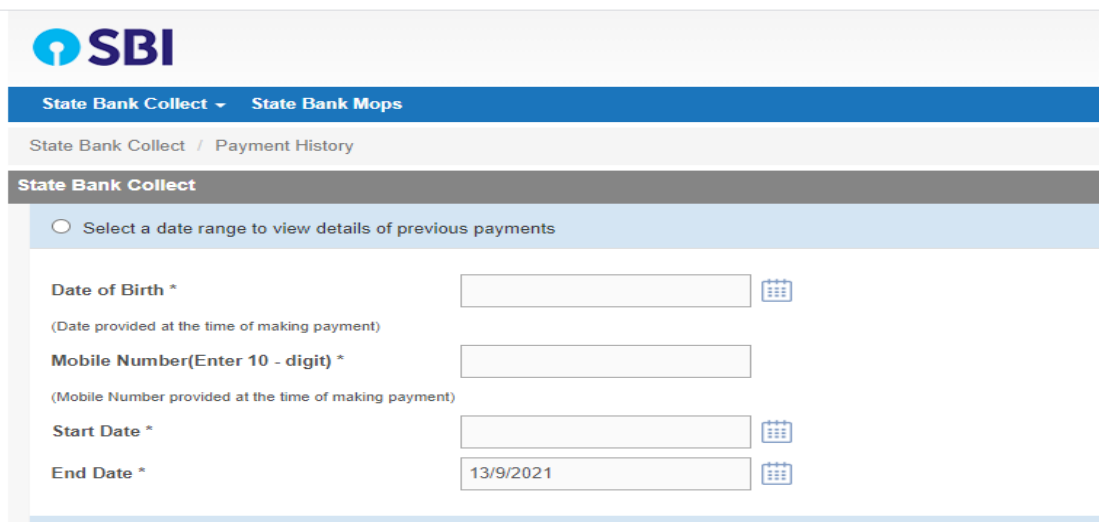 SBI
State Bank Collect State Bank Mops
State Bank Collect / Payment History
State Bank Collect
Select a date range to view details of previous payments
Date of Birth *
(Date provided at the time of making payment)
Mobile Number(Enter 10 - digit) *
(Mobile Number provided at the time of making payment)
Start Date *
End Date * 13/9/2021